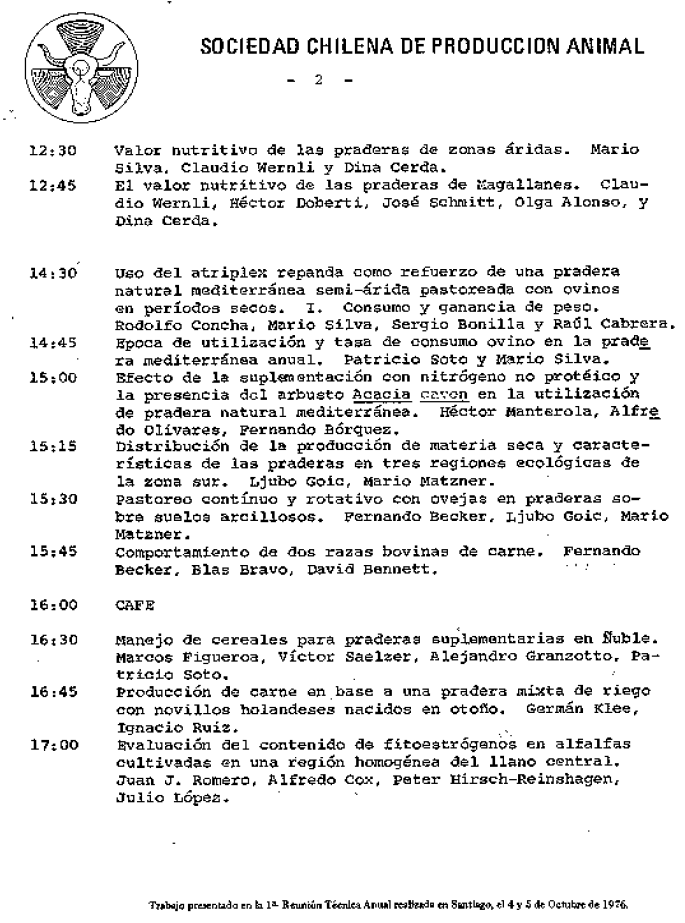 SOCIEDAD CHILENA DE PRODUCCION ANIMAL
- 2 -
12:30 Valor nutritivo de las praderas de zonas áridas. Mario
Silva, Claudio Wernli y Dina Cerda.
12:45 El valor nutritivo de las praderas de Magallanes. Clau-
dio Wernli, Héctor Doberti, José Schmitt, Olga Alonso, y
Dina Cerda.
14:30 Uso del atriplex repanda como refuerzo de una pradera
natural mediterránea semi-árida pastoreada con ovinos
en períodos secos. I. Consumo y ganancia de peso.
Rodolfo Concha, Mario Silva, Sergio Bonilla y Raúl Cabrera.
14:45 Epoca de utilización y tasa de consumo ovino en la prade
ra mediterránea anual. Patricio Soto y Mario Silva.
15:00 Efecto de la suplementación con nitrógeno no protéico y
la presencia del arbusto Acacia caven en la utilización
de pradera natural mediterránea. Héctor Manterola, Alfre
do Olivares, Fernando Bórquez.
15:15 Distribución de la producción de materia seca y caracte-
rísticas de las praderas en tres regiones ecológicas de
la zona sur. Ljubo Goic, Mario Matzner.
15:30 Pastoreo contínuo y rotativo con ovejas en praderas so-
bre suelos arcillosos. Fernando Becker, Ljubo Goic, Mario
Matzner.
15:45 Comportamiento de dos razas bovinas de carne. Fernando
Becker, Blas Bravo, David Bennett.
16:00 CAFE
16:30 Manejo de cereales para praderas suplementarias en Ñuble.
Marcos Figueroa, Víctor Saelzer, Alejandro Granzotto, Pa-
tricio Soto.
16:45 Producción de carne en base a una pradera mixta de riego
con novillos holandeses nacidos en otoño. Germán Klee,
Ignacio Ruiz.
17:00 Evaluación del contenido de fitoestrógenos en alfalfas
cultivadas en una región homogénea del llano central.
Juan J. Romero, Alfredo Cox, Peter Hirsch-Reinshagen,
Julio López.
Trabajo presentado en la 1ª Reunión Técnica Anual realizada en Santiago, el 4 y 5 de Octubre de 1976.